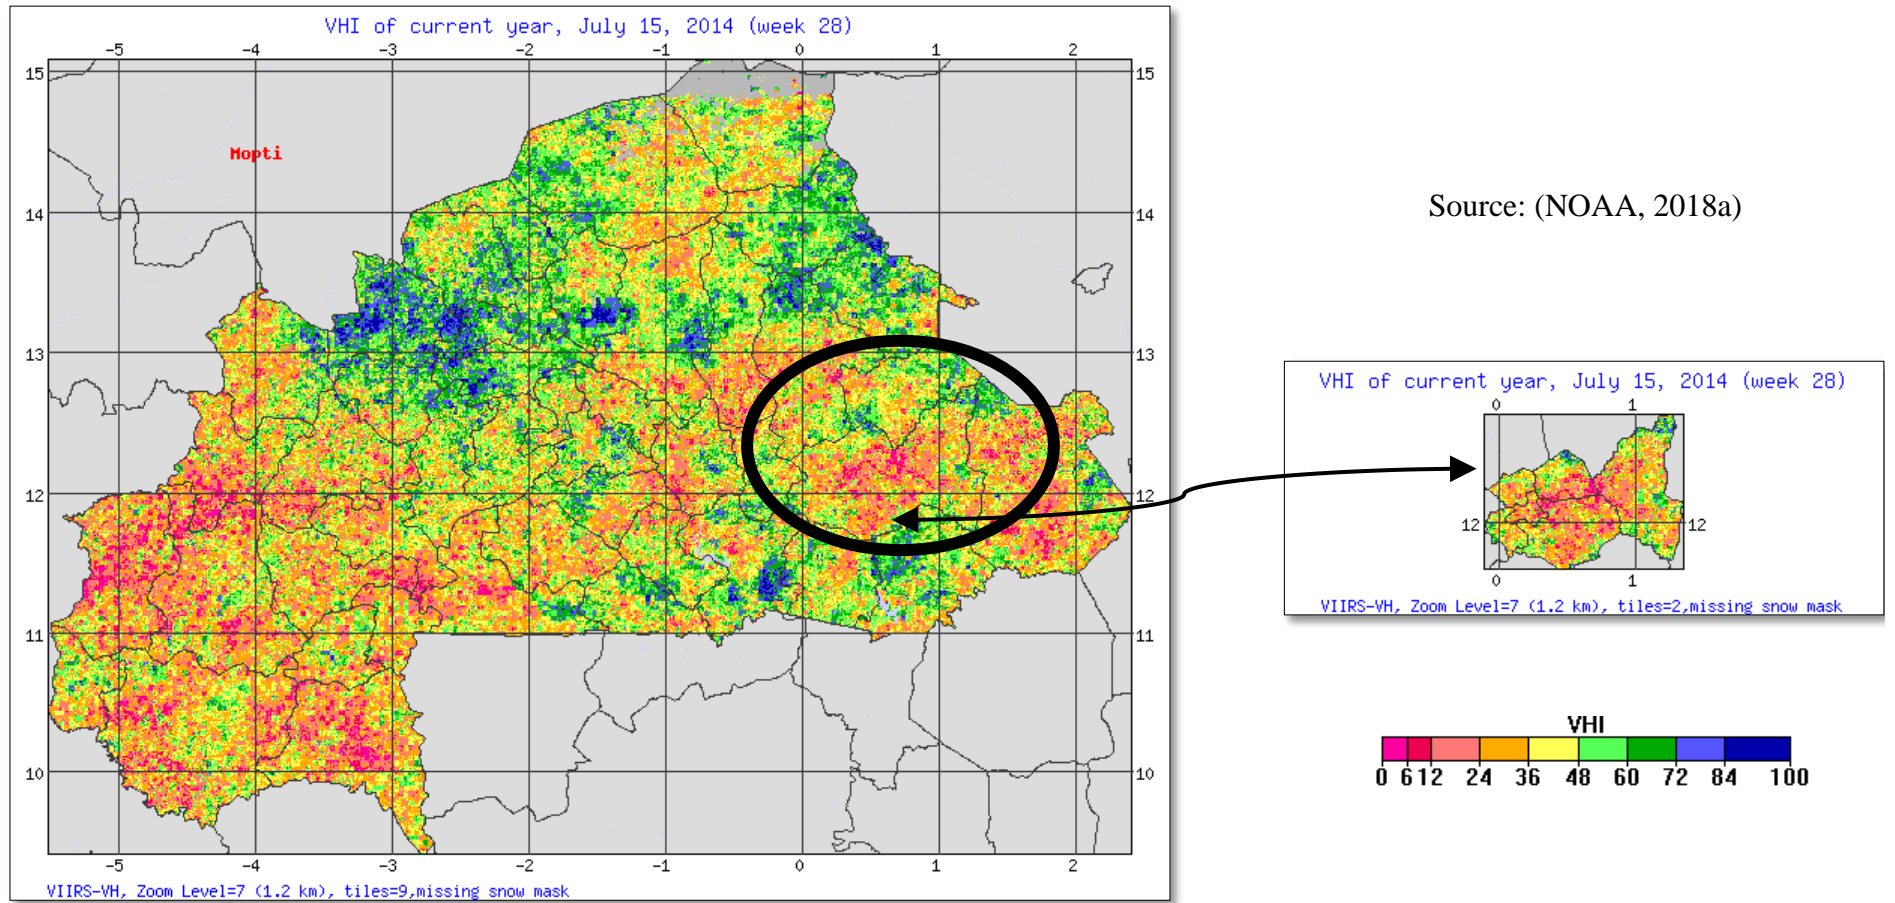 VHI of current year, July 15, 2014 (week 28)
-5 -4 -3 -2 -1 0 1 2
15 15
Mopti
14 14
13 13
12 12
11 11
10 10
-5 -4 -3 -2 -1 0 1 2
VIIRS-VH, Zoom Level=7 (1.2 km), tiles=9,missing snow mask
Source: (NOAA, 2018a)
VHI of current year, July 15, 2014 (week 28)
0 1
12 12
0 1
VIIRS-VH, Zoom Level=7 (1.2 km), tiles=2,missing snow mask
VHI
0 6 12 24 36 48 60 72 84 100